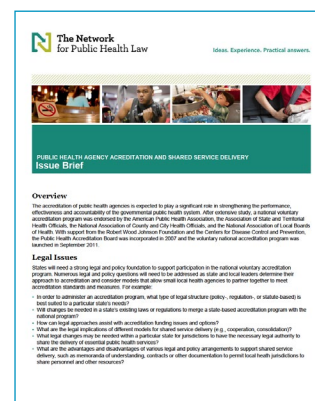 The Network
for Public Health Law
Ideas. Experience. Practical answers.
PUBLIC HEALTH AGENCY ACREDITATION AND SHARED SERVICE DELIVERY
Issue Brief
Overview
The accreditation of public health agencies is expected to play a significant role in strengthening the performance,
effectiveness and accountability of the governmental public health system. After extensive study, a national voluntary
accreditation program was endorsed by the American Public Health Association, the Association of State and Territorial
Health Officials, the National Association of County and City Health Officials, and the National Association of Local Boards
of Health. With support from the Robert Wood Johnson Foundation and the Centers for Disease Control and Prevention,
the Public Health Accreditation Board was incorporated in 2007 and the voluntary national accreditation program was
launched in September 2011.
Legal Issues
States will need a strong legal and policy foundation to support participation in the national voluntary accreditation
program. Numerous legal and policy questions will need to be addressed as state and local leaders determine their
approach to accreditation and consider models that allow small local health agencies to partner together to meet
accreditation standards and measures. For example:
• In order to administer an accreditation program, what type of legal structure (policy-, regulation-, or statute-based) is
best suited to a particular state's needs?
• Will changes be needed in a state's existing laws or regulations to merge a state-based accreditation program with the
national program?
• How can legal approaches assist with accreditation funding issues and options?
• What are the legal implications of different models for shared service delivery (e.g., cooperation, consolidation)?
• What legal changes may be needed within a particular state for jurisdictions to have the necessary legal authority to
share the delivery of essential public health services?
• What are the advantages and disadvantages of various legal and policy arrangements to support shared service
delivery, such as memoranda of understanding, contracts or other documentation to permit local heath jurisdictions to
share personnel and other resources?